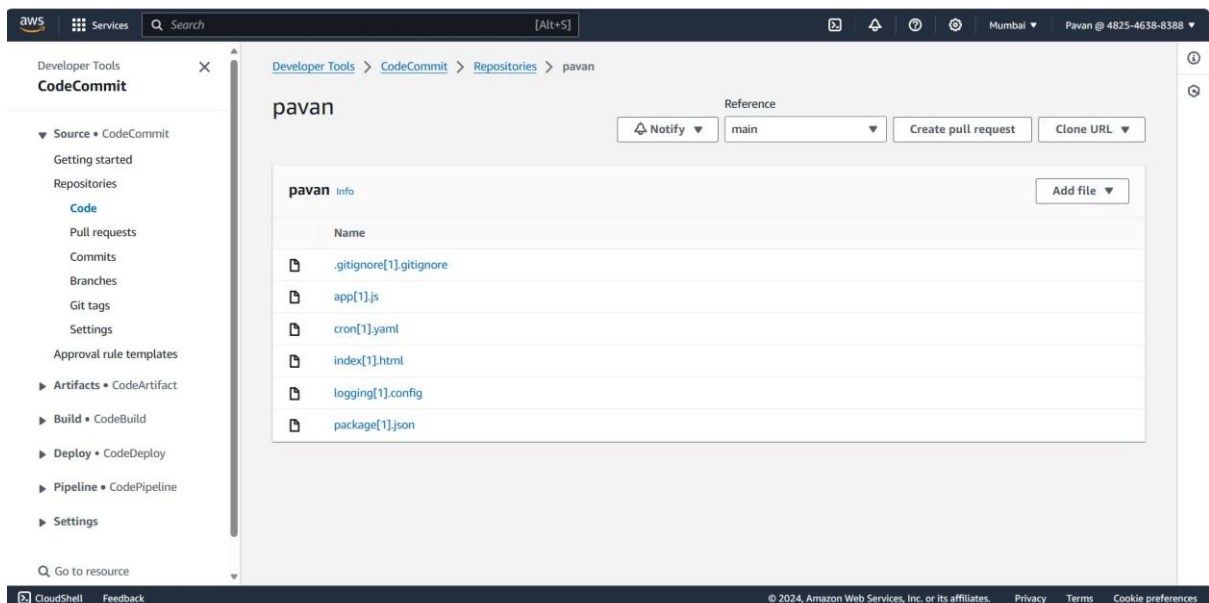 aws Services Search [Alt+S] Mumbai Pavan @ 4825-4638-8388
Developer Tools
CodeCommit
Source • CodeCommit
Getting started
Repositories
Code
Pull requests
Commits
Branches
Git tags
Settings
Approval rule templates
Artifacts • CodeArtifact
Build • CodeBuild
Deploy • CodeDeploy
Pipeline • CodePipeline
Settings
Go to resource
Developer Tools > CodeCommit > Repositories > pavan
pavan
Reference
Notify main Create pull request Clone URL
pavan Info Add file
Name
.gitignore[1].gitignore
app[1].js
cron[1].yaml
index[1].html
logging[1].config
package[1].json
CloudShell Feedback © 2024, Amazon Web Services, Inc. or its affiliates. Privacy Terms Cookie preferences